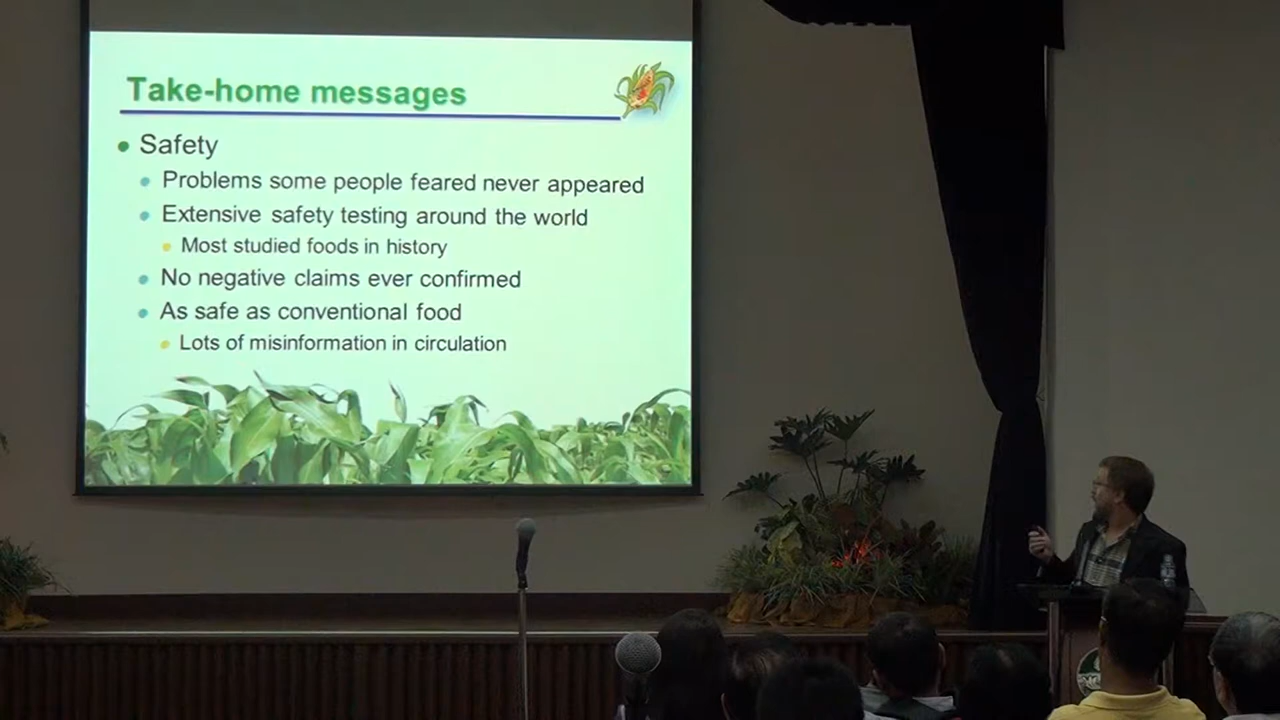 Take-home messages
Safety
Problems some people feared never appeared
Extensive safety testing around the world
Most studied foods in history
No negative claims ever confirmed
As safe as conventional food
Lots of misinformation in circulation